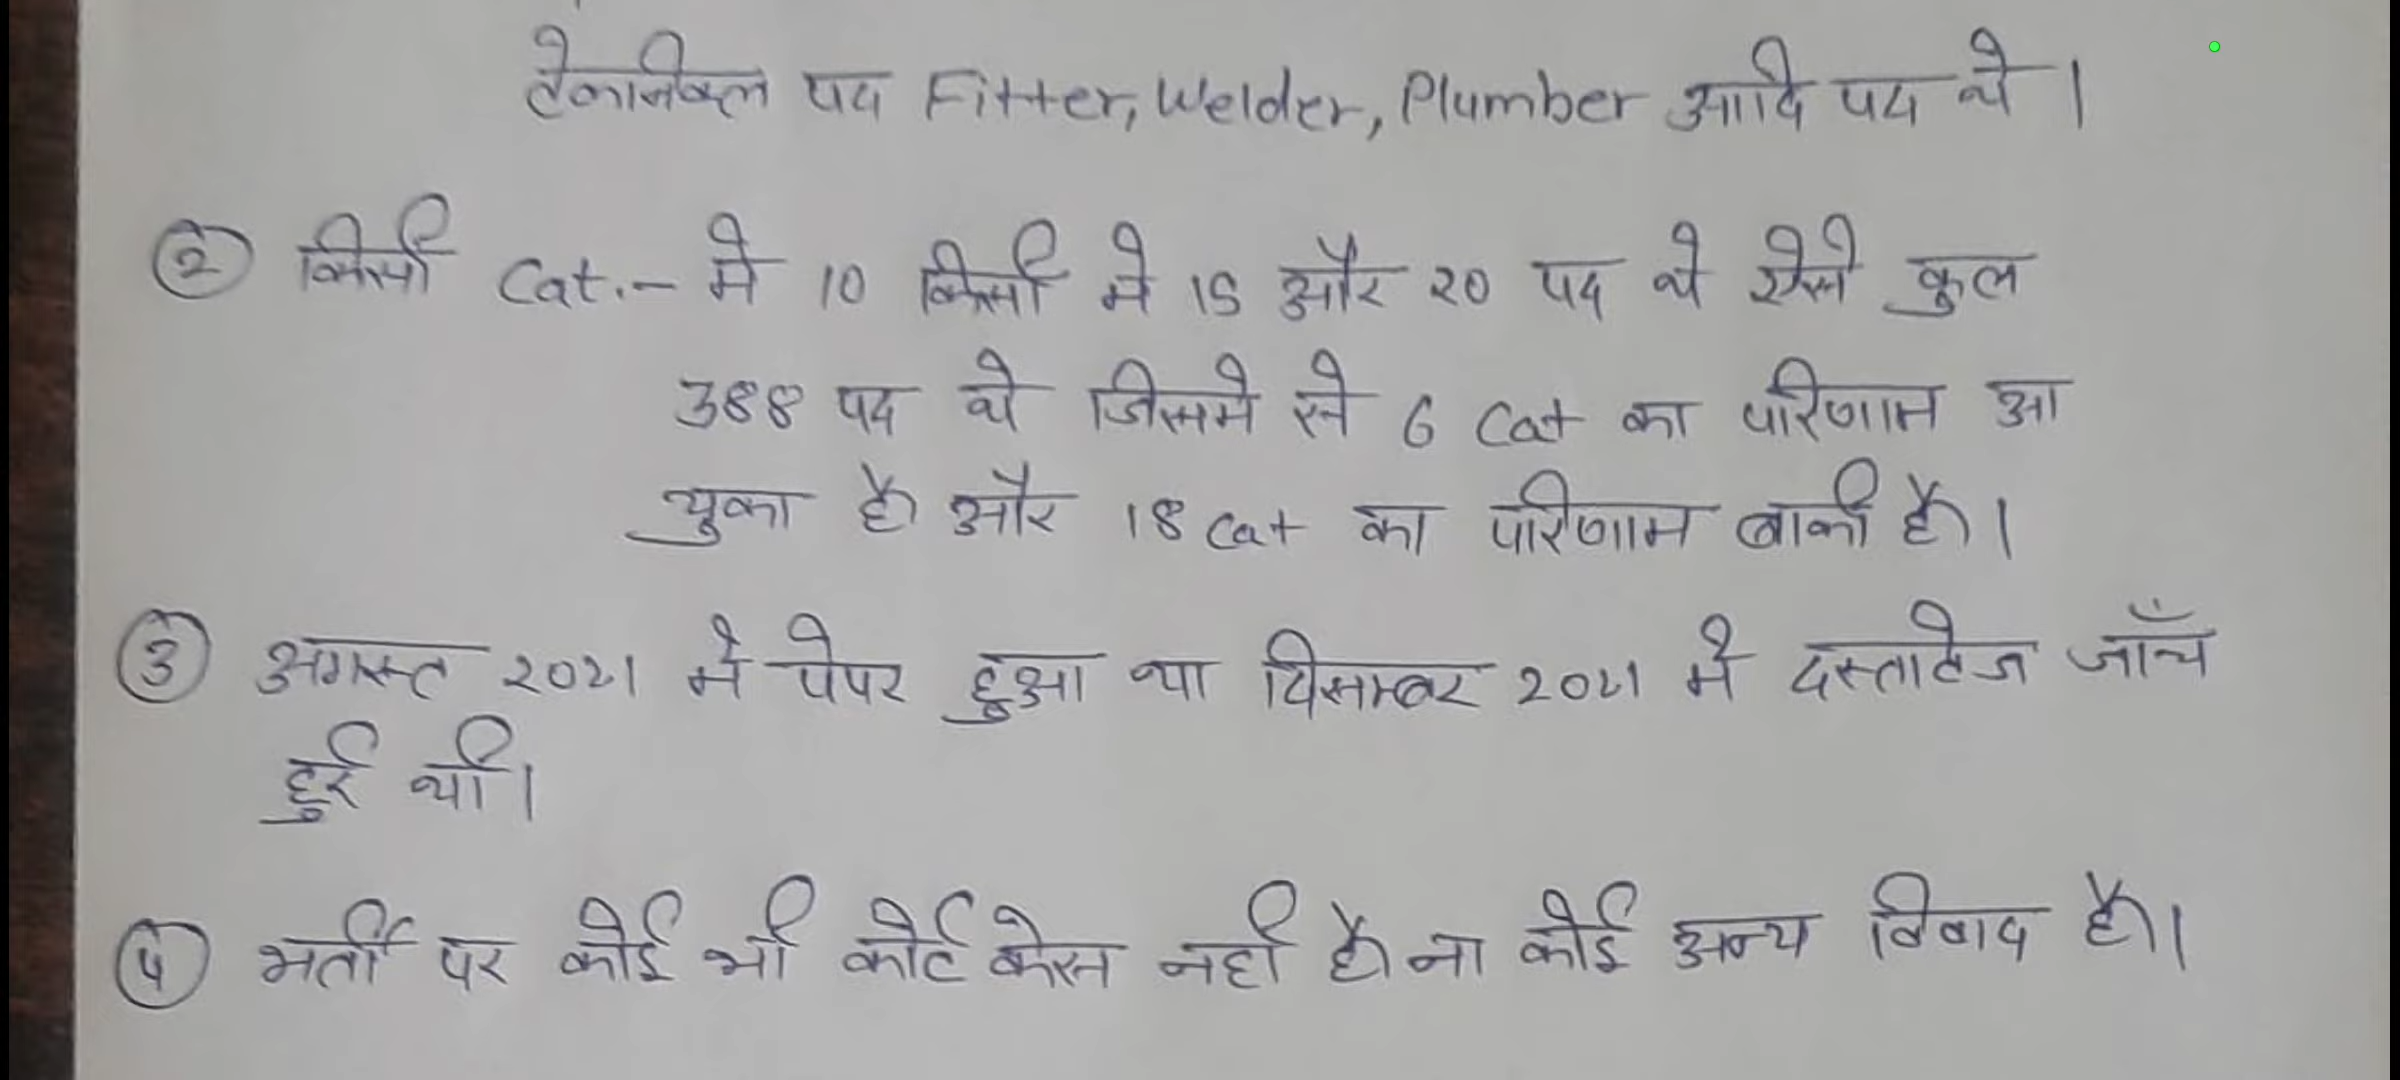 टेकनिकल पद Fitter, Welder, Plumber आदि पद थे।
② किसी Cat.- मे 10 किसी मे 15 और 20 पद थे ऐसे कुल
388 पद थे जिसमे से 6 Cat का परिणाम आ
चुका है और 18 Cat का परिणाम बाकी है।
③ अगस्त 2021 मे पेपर हुआ था दिसम्बर 2021 मे दस्तावेज जाँच
हुई थी।
④ भर्ती पर कोई भी कोर्ट केस नही है ना कोई अन्य विवाद है।